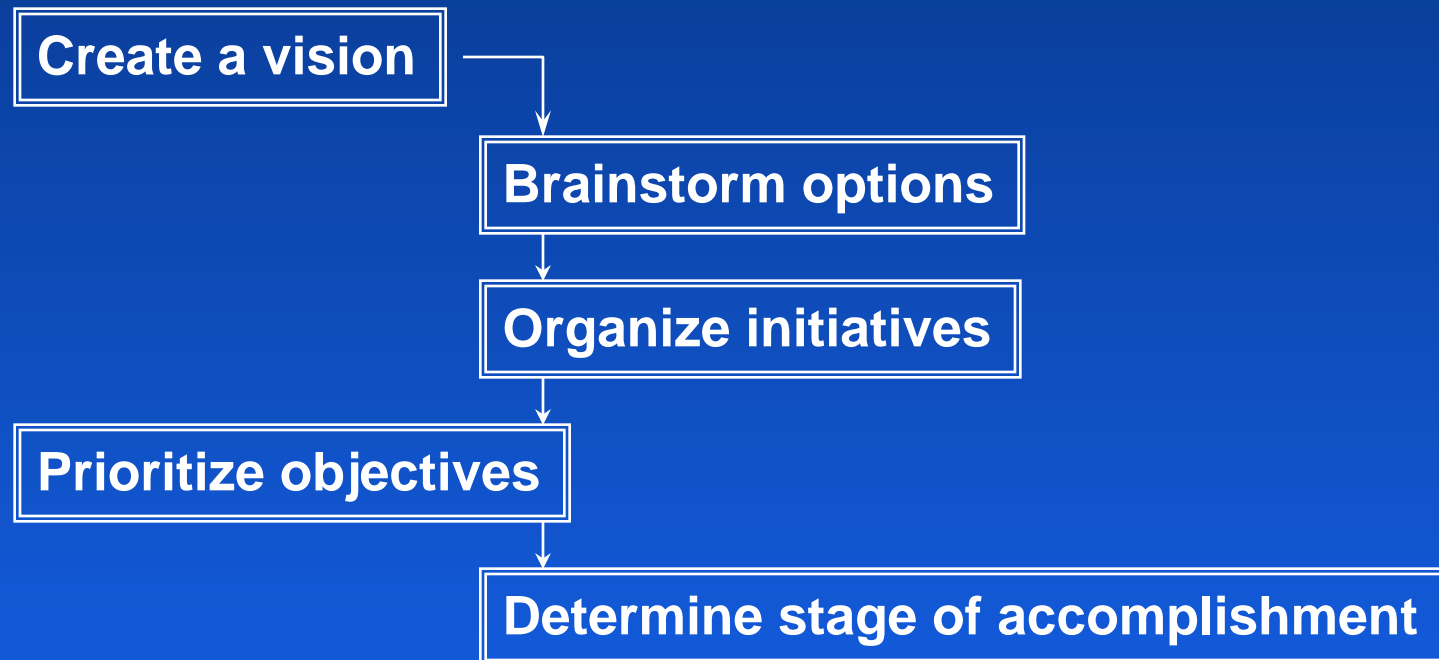 Create a vision
Brainstorm options
Organize initiatives
Prioritize objectives
Determine stage of accomplishment